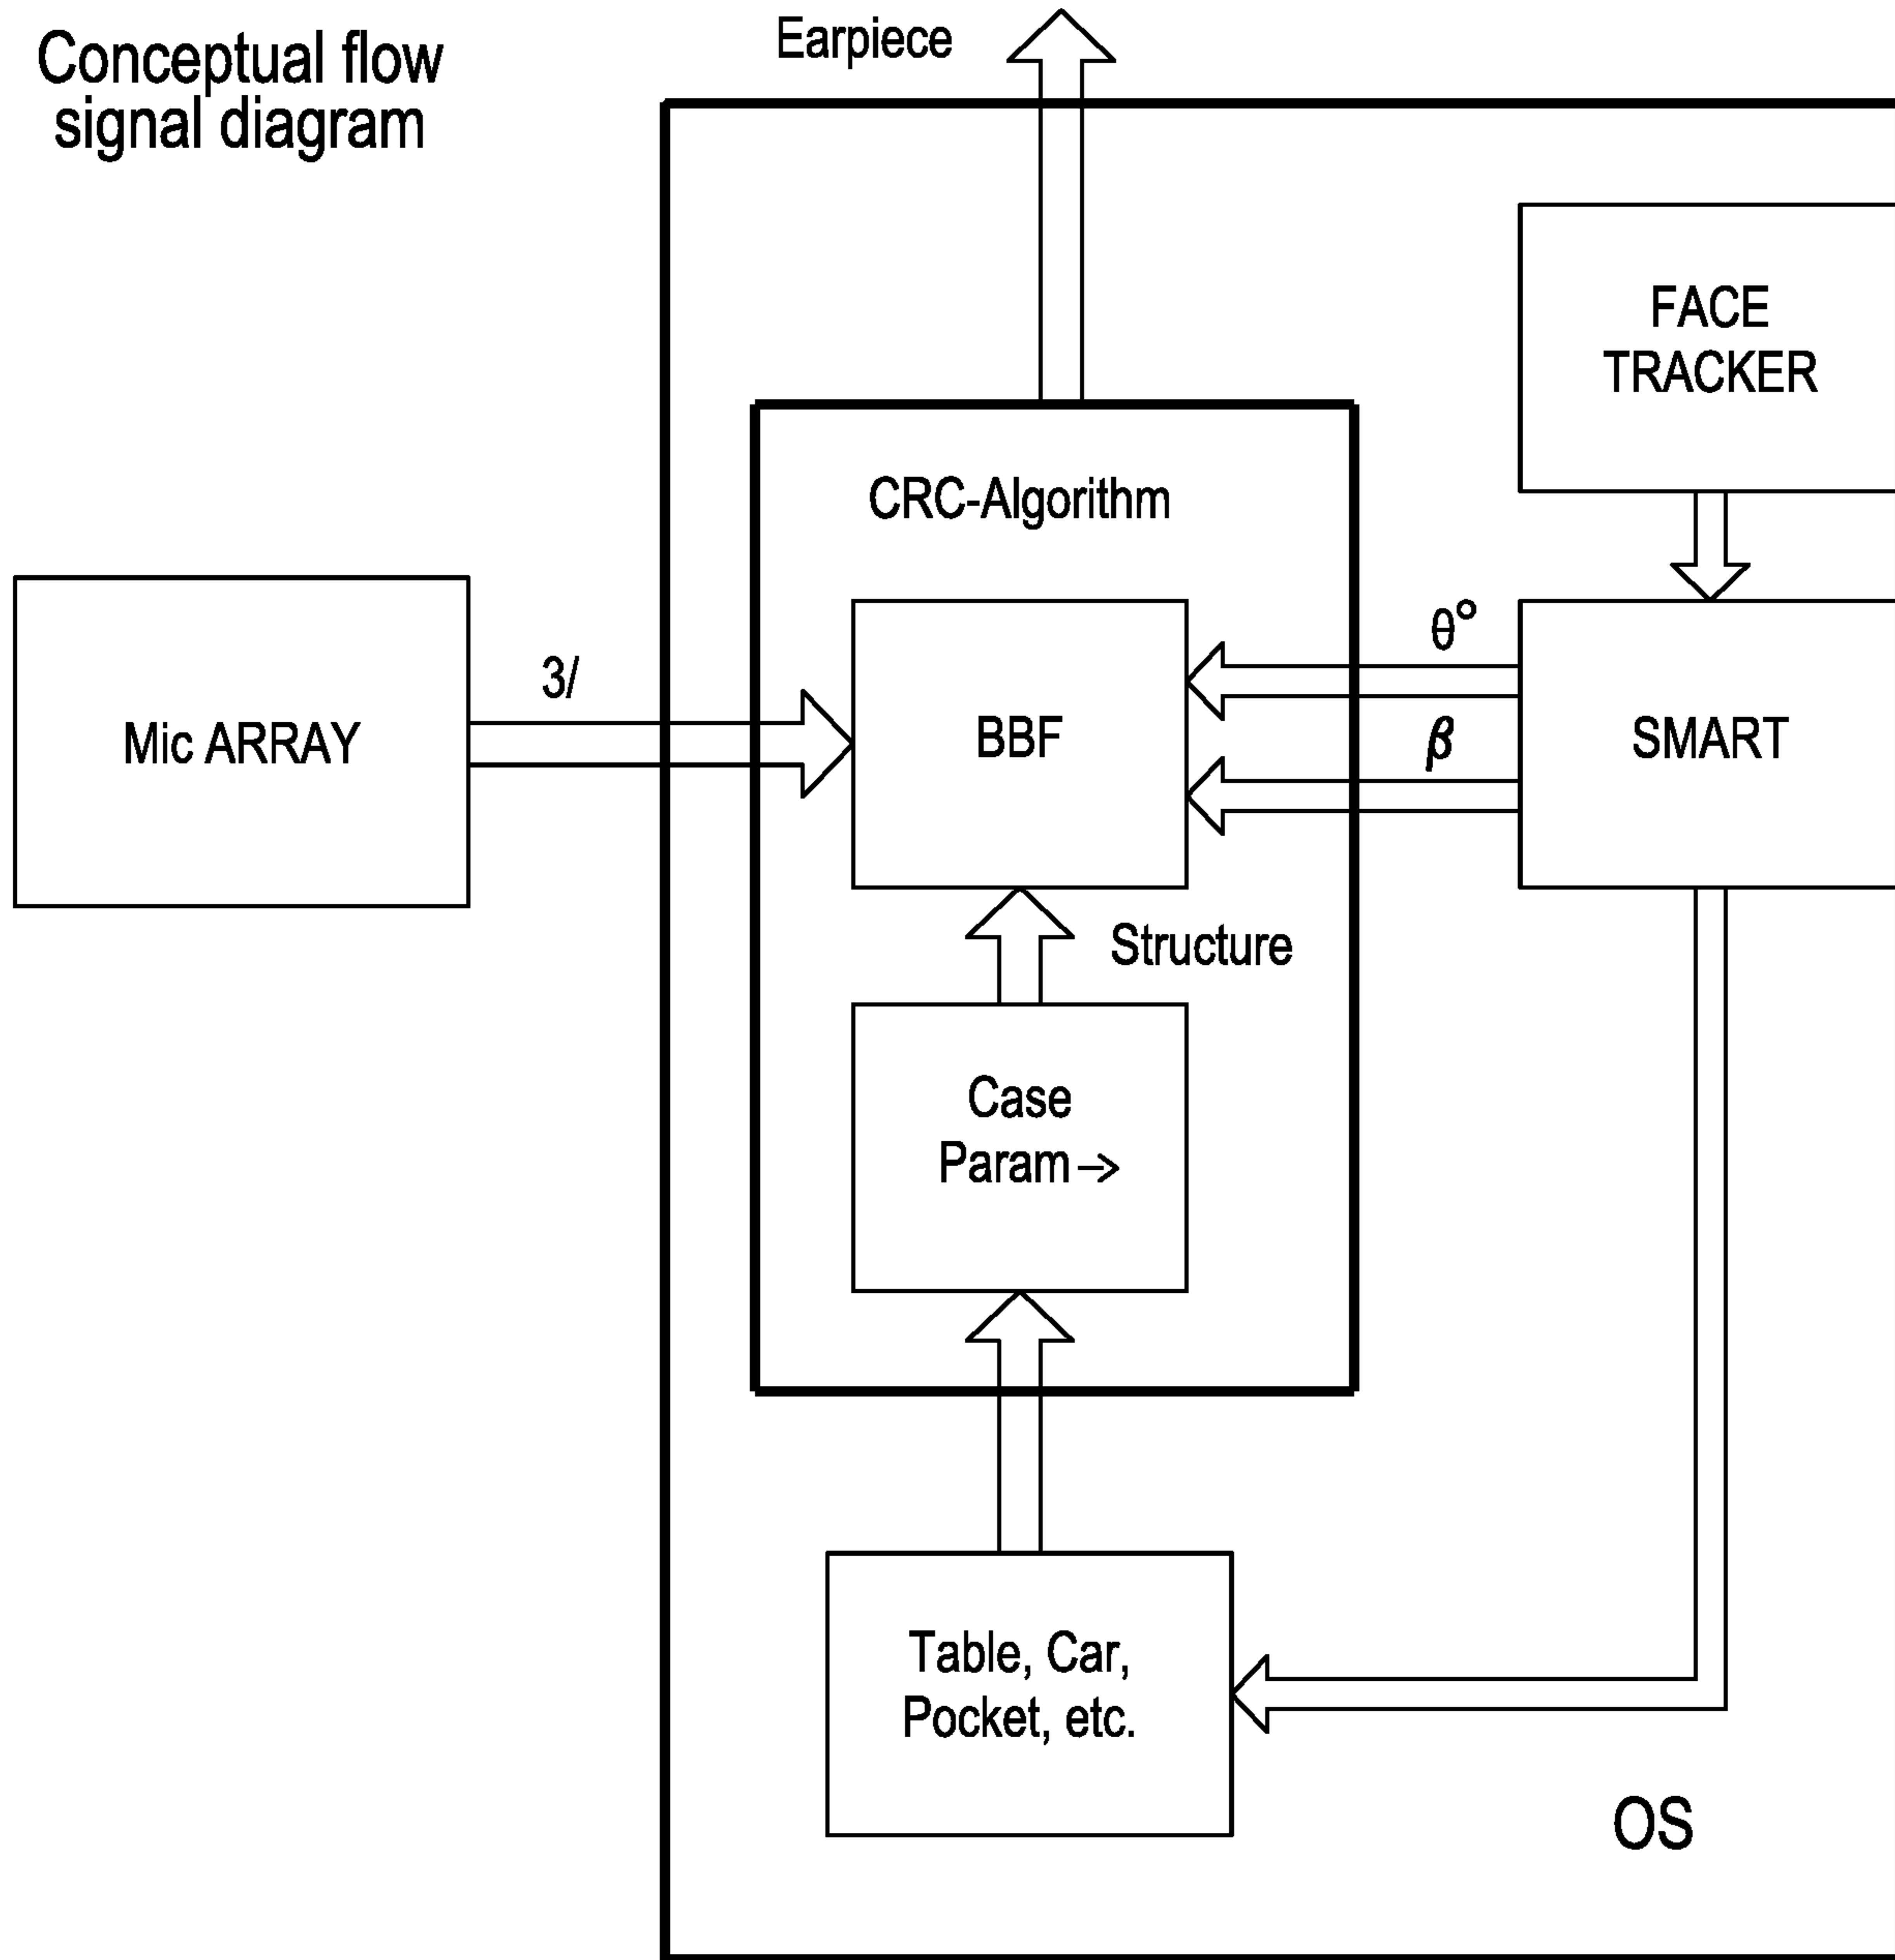 Conceptual flow
signal diagram
Earpiece
FACE
TRACKER
CRC-Algorithm
Mic ARRAY
3/
BBF
θ°
β
SMART
Structure
Case
Param→
Table, Car,
Pocket, etc.
OS